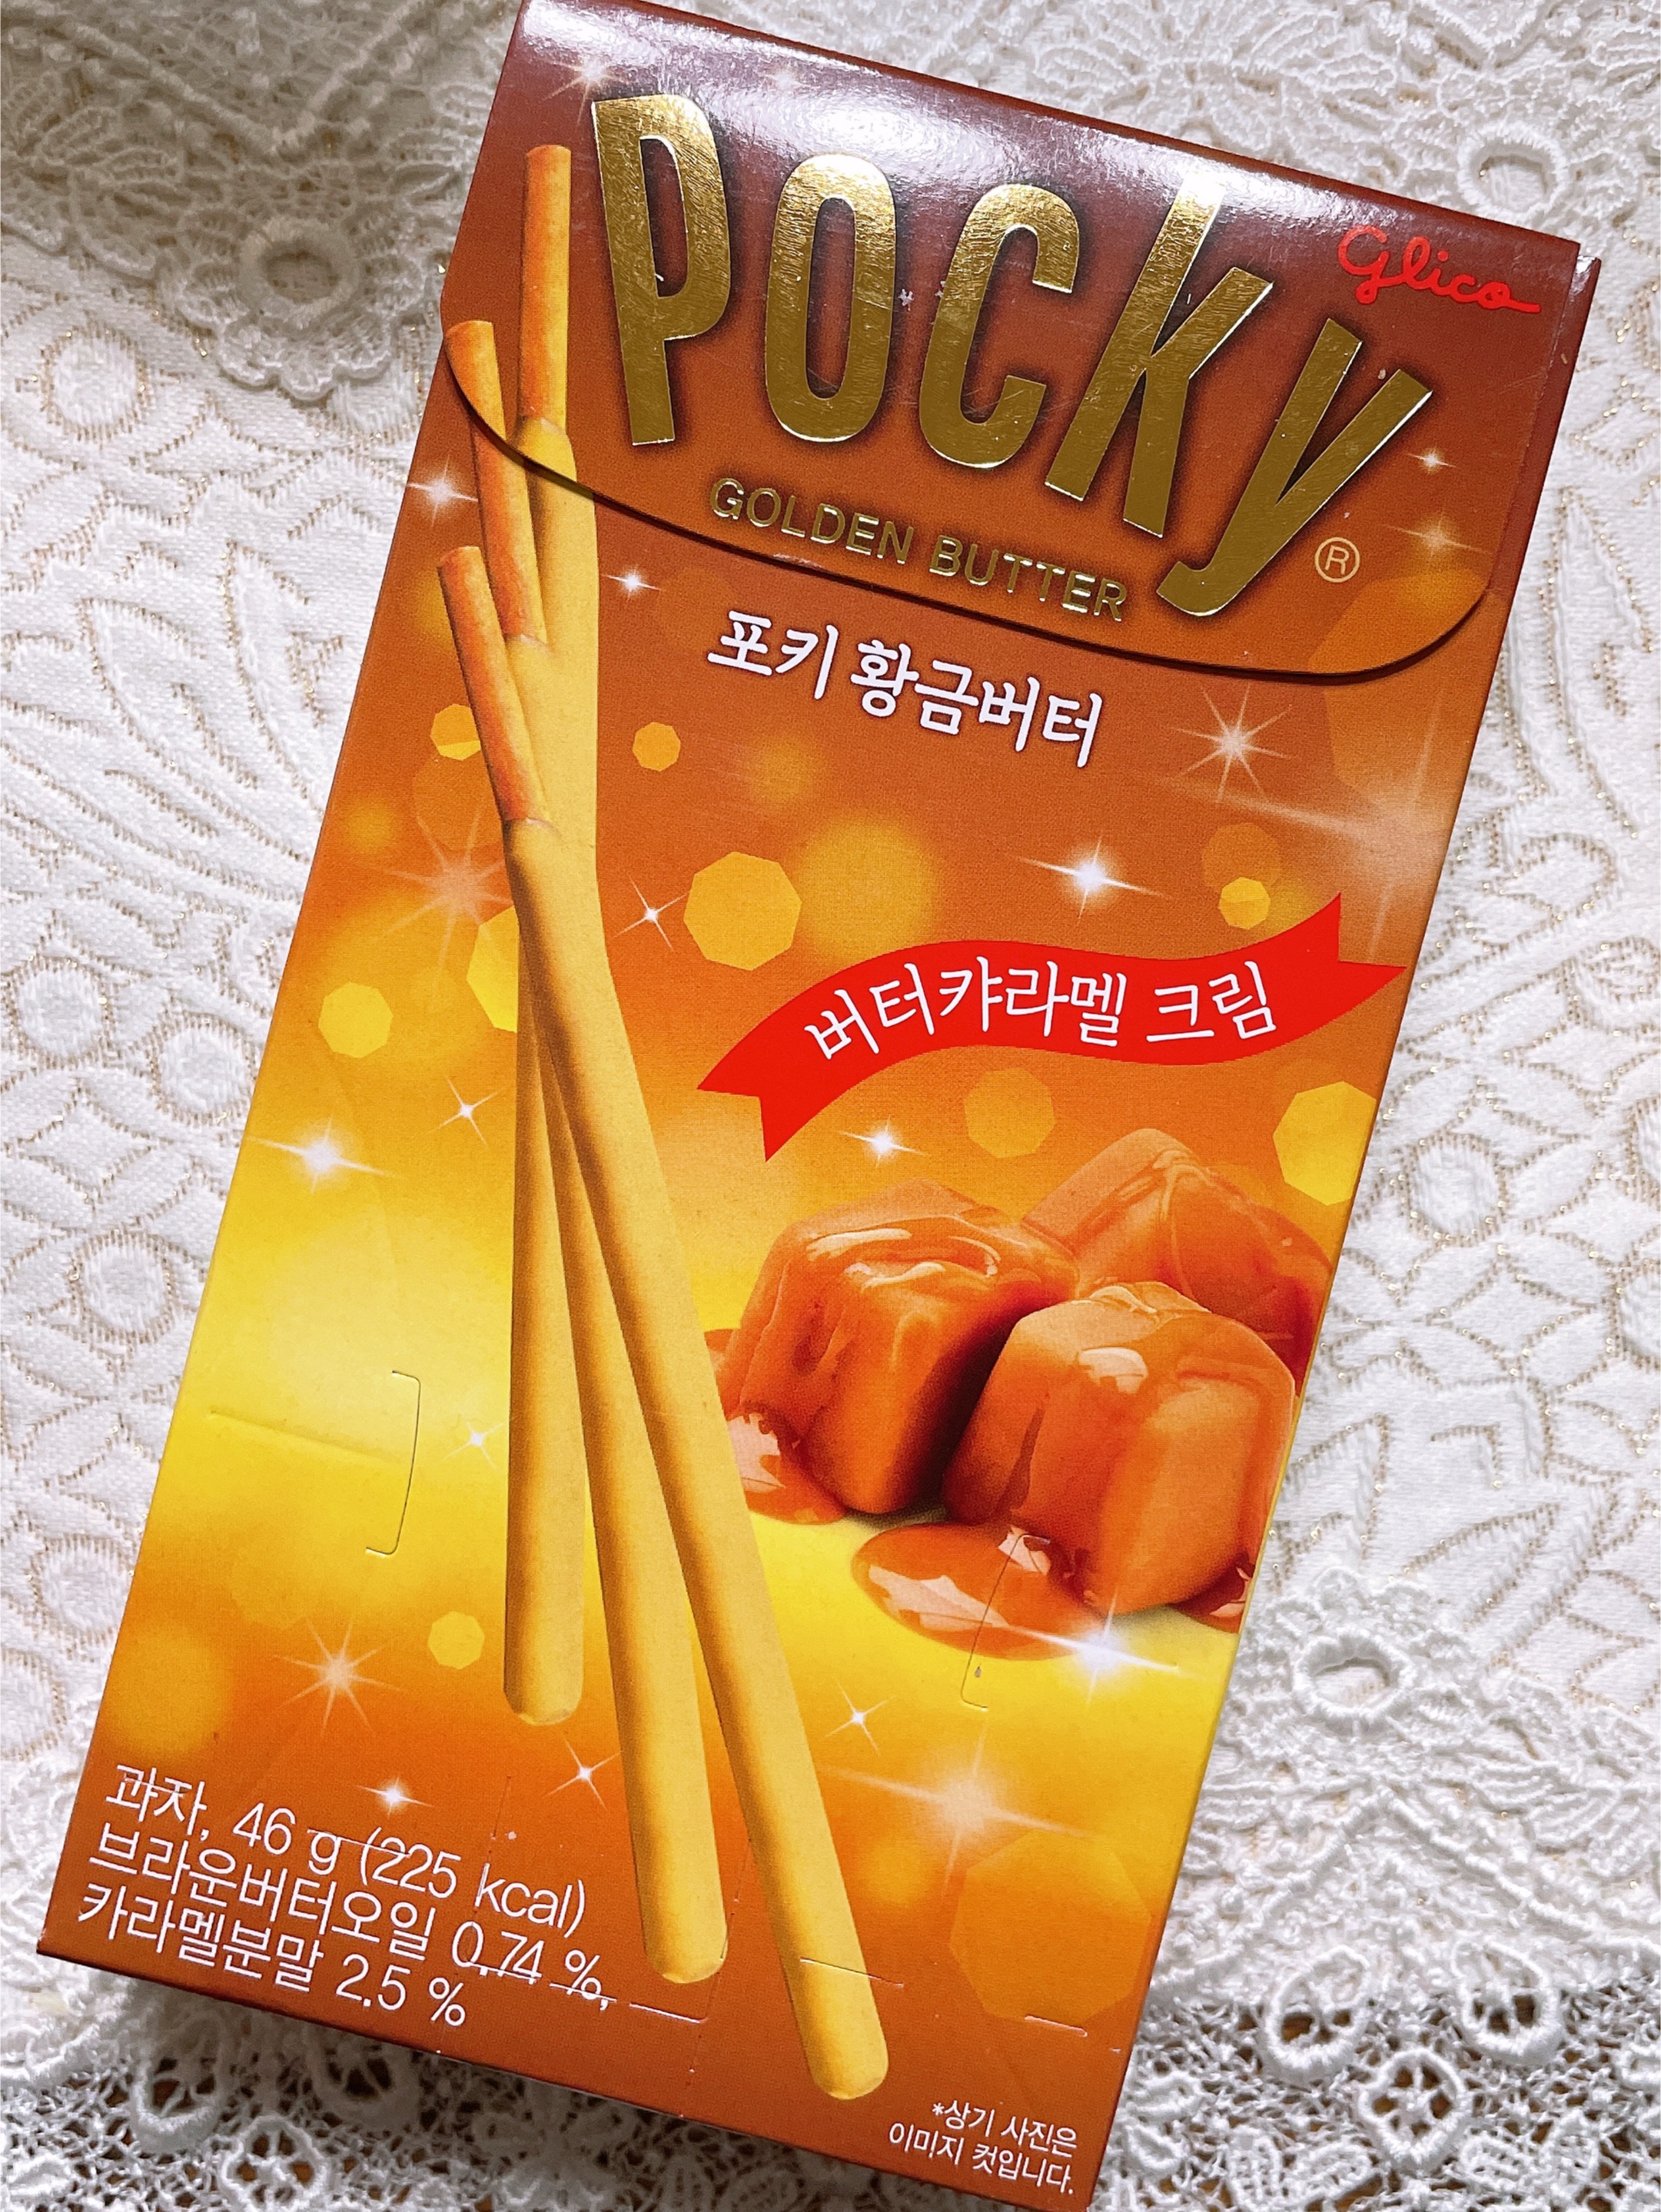 Glico
Pocky
®
GOLDEN BUTTER
포키 황금버터
버터캬라멜 크림
과자, 46 g (225 kcal)
브라운버터오일 0.74 %,
카라멜분말 2.5 %
*상기 사진은
이미지 컷입니다.